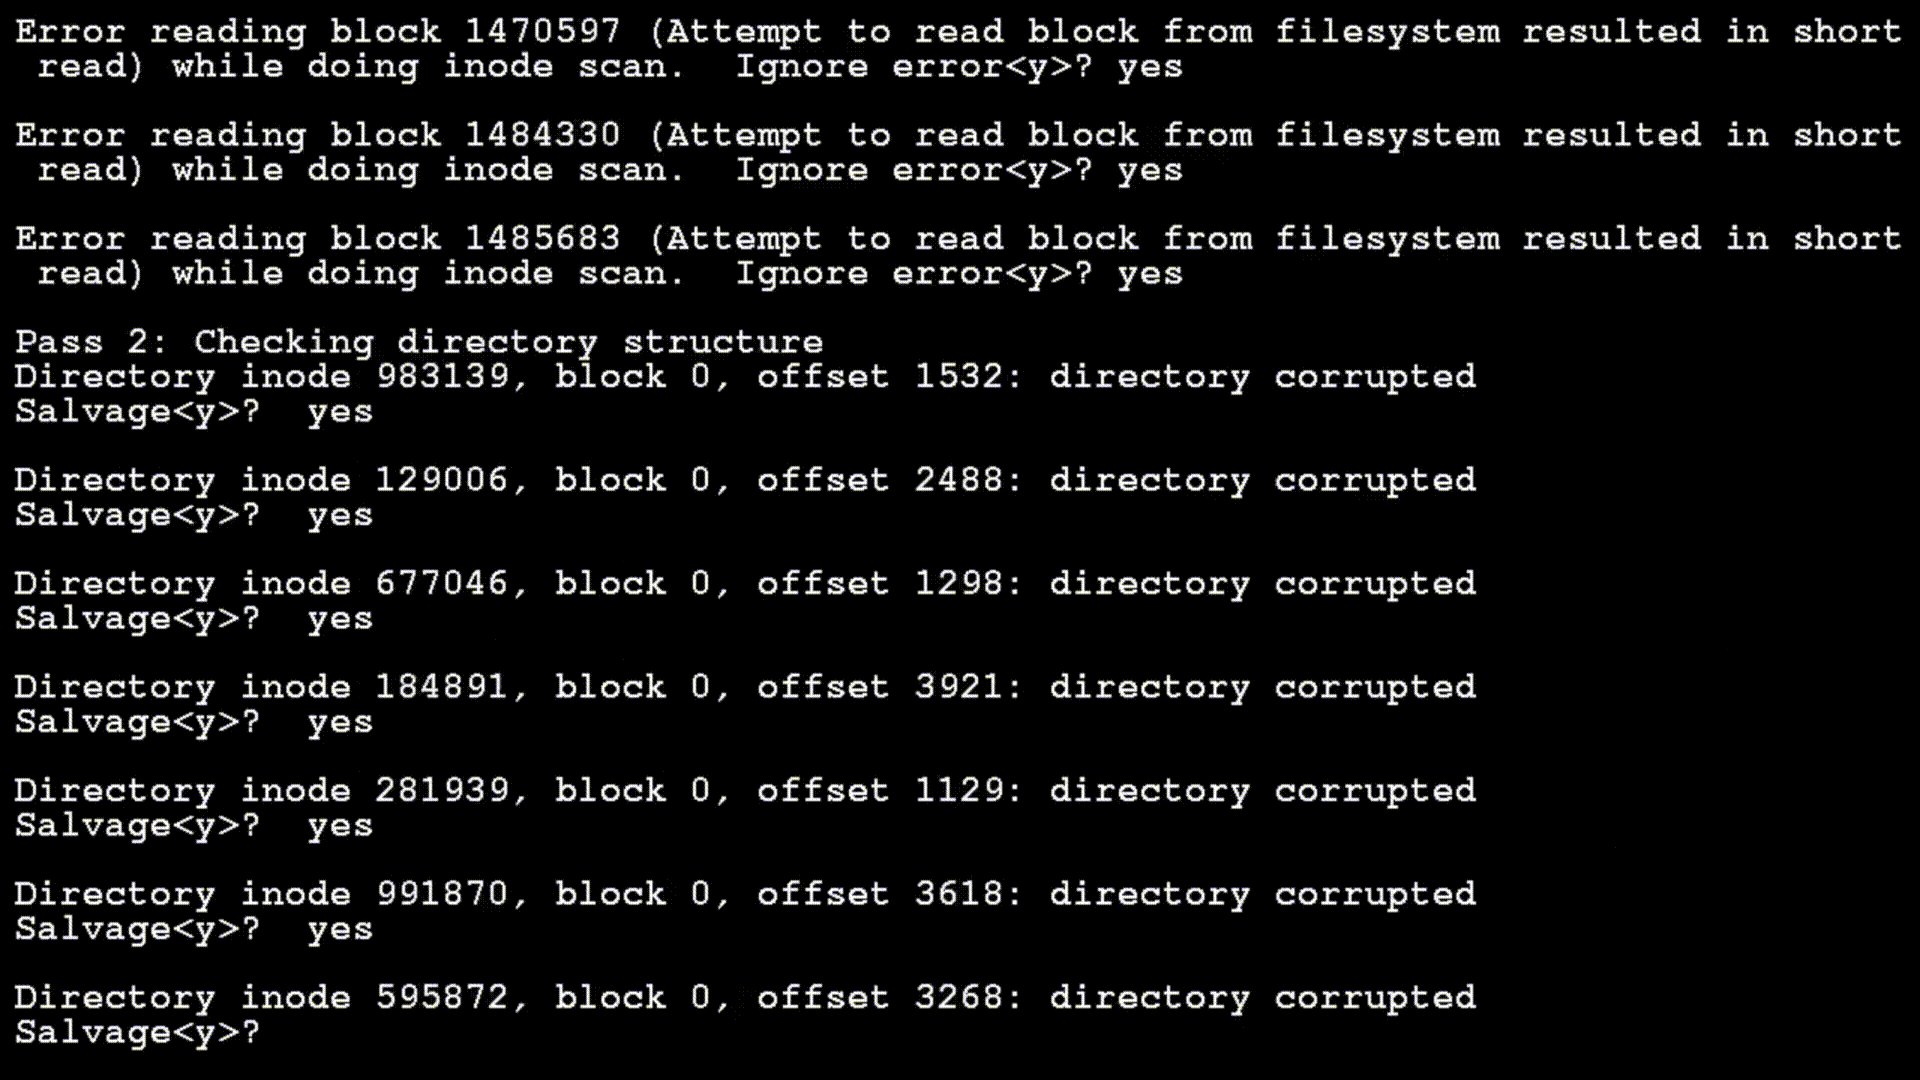 Error reading block 1470597 (Attempt to read block from filesystem resulted in short
read) while doing inode scan.  Ignore error<y>? yes
Error reading block 1484330 (Attempt to read block from filesystem resulted in short
read) while doing inode scan.  Ignore error<y>? yes
Error reading block 1485683 (Attempt to read block from filesystem resulted in short
read) while doing inode scan.  Ignore error<y>? yes
Pass 2: Checking directory structure
Directory inode 983139, block 0, offset 1532: directory corrupted
Salvage<y>?  yes
Directory inode 129006, block 0, offset 2488: directory corrupted
Salvage<y>?  yes
Directory inode 677046, block 0, offset 1298: directory corrupted
Salvage<y>?  yes
Directory inode 184891, block 0, offset 3921: directory corrupted
Salvage<y>?  yes
Directory inode 281939, block 0, offset 1129: directory corrupted
Salvage<y>?  yes
Directory inode 991870, block 0, offset 3618: directory corrupted
Salvage<y>?  yes
Directory inode 595872, block 0, offset 3268: directory corrupted
Salvage<y>?